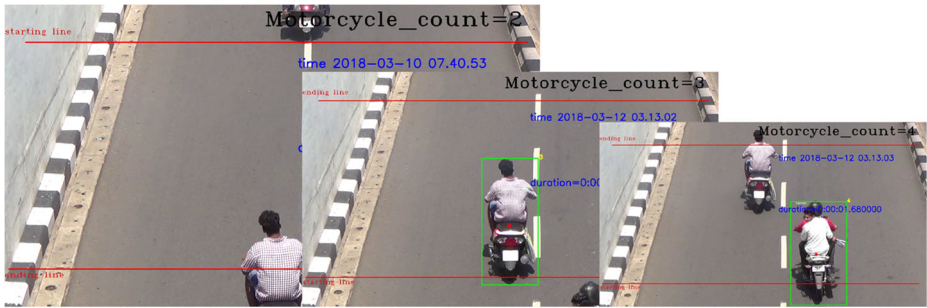 Motorcycle_count=2
starting line
time 2018-03-10 07.40.53
ending line
Motorcycle_count=3
ending line
time 2018-03-12 03.13.02
duration=0:00
starting line
Motorcycle_count=4
ending line
time 2018-03-12 03.13.03
duration=0:00:01.680000
starting line